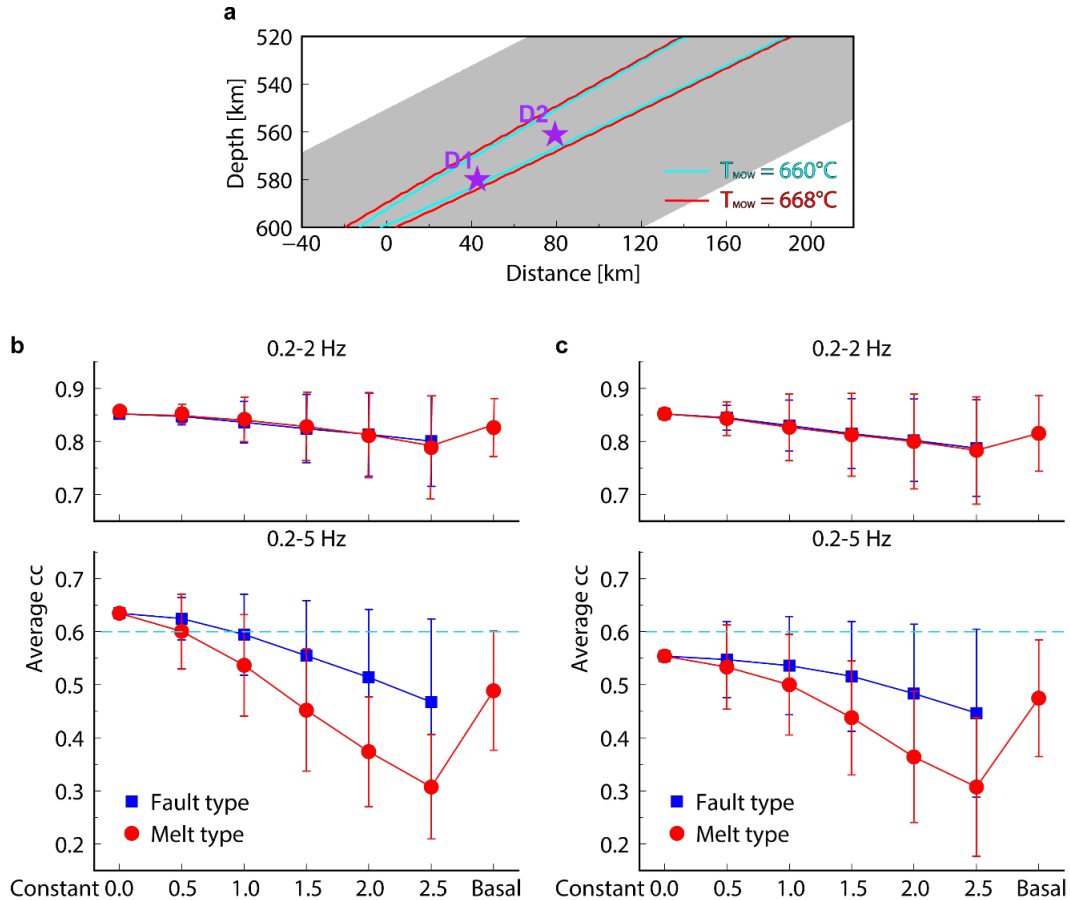 a
520
540
560
580
600
Depth [km]
D2
D1
T MOW = 660°C
T MOW = 668°C
−40 0 40 80 120 160 200
Distance [km]
b
0.2-2 Hz
0.9
0.8
0.7
0.2-5 Hz
0.7
0.6
0.5
0.4
0.3
0.2
Average cc
Fault type
Melt type
Constant 0.0 0.5 1.0 1.5 2.0 2.5 Basal
c
0.2-2 Hz
0.9
0.8
0.7
0.2-5 Hz
0.7
0.6
0.5
0.4
0.3
0.2
Average cc
Fault type
Melt type
Constant 0.0 0.5 1.0 1.5 2.0 2.5 Basal